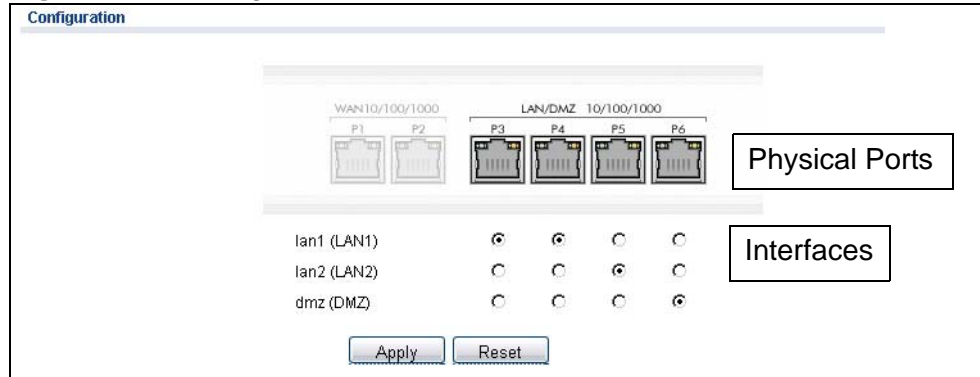 Configuration
WAN10/100/1000 LAN/DMZ 10/100/1000
P1 P2 P3 P4 P5 P6
Physical Ports
lan1 (LAN1)
Interfaces
lan2 (LAN2)
dmz (DMZ)
Apply Reset